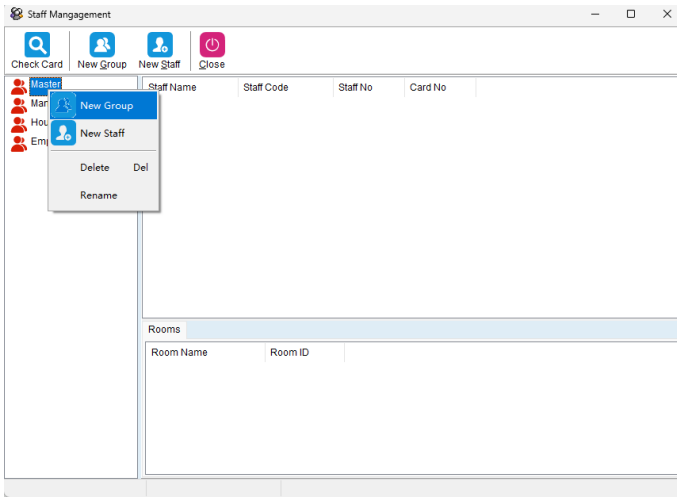 Staff Mangagement
Check Card New Group New Staff Close
Master
Staff Name Staff Code Staff No Card No
New Group
New Staff
Delete Del
Rename
Rooms
Room Name Room ID